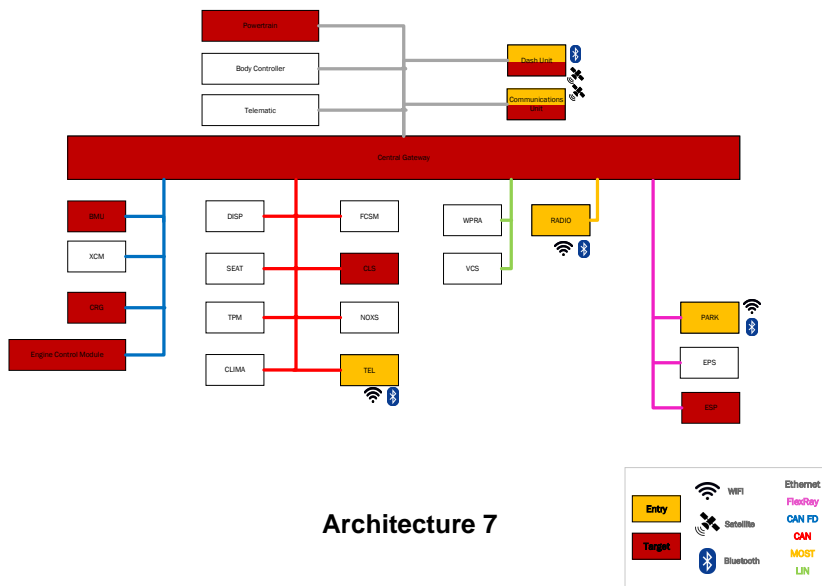 Powertrain
Body Controller
Dash Unit
Telematic
Communications
Unit
Central Gateway
BMU
DISP
FCSM
WPRA
RADIO
XCM
SEAT
CLS
VCS
ORC
TPM
NOXS
PARK
Engine Control Module
CLIMA
TEL
EPS
ESP
Architecture 7
Entry
Target
WiFi
Satellite
Bluetooth
Ethernet
FlexRay
CAN FD
CAN
MOST
LIN